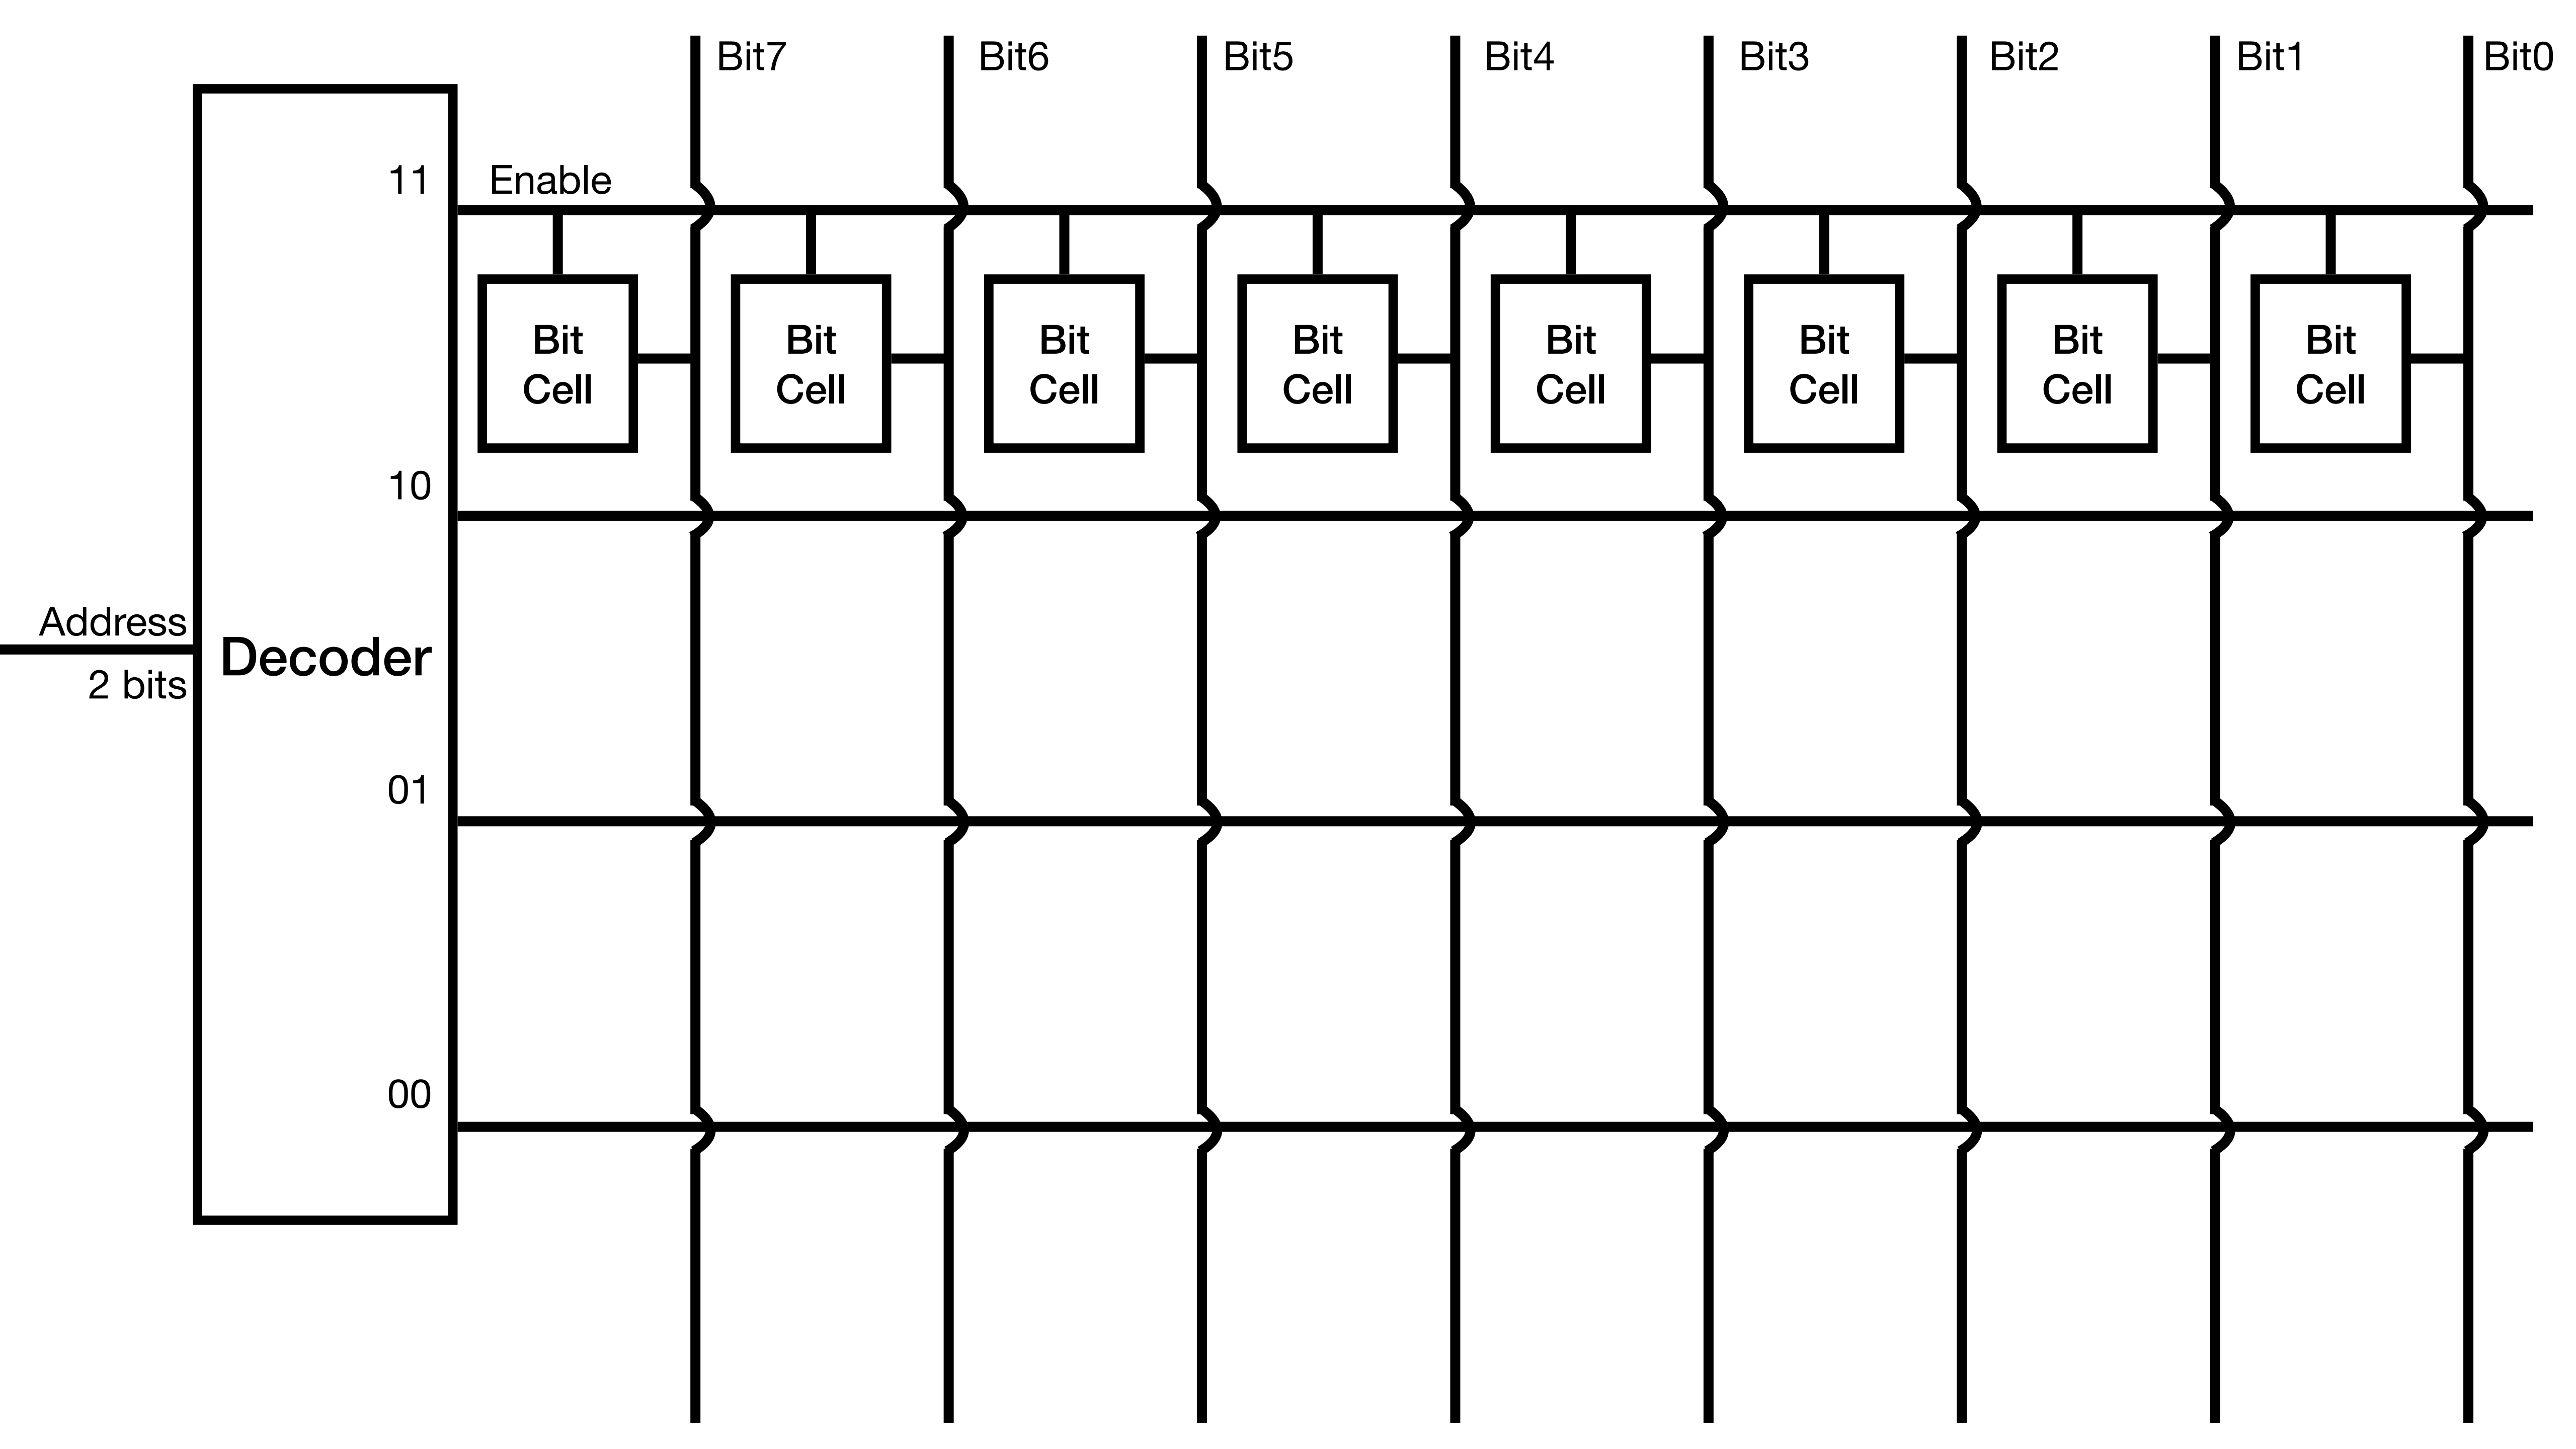 Bit7 Bit6 Bit5 Bit4 Bit3 Bit2 Bit1 Bit0
11 Enable
Bit Bit Bit Bit Bit Bit Bit Bit
Cell Cell Cell Cell Cell Cell Cell Cell
10
Address
Decoder
2 bits
01
00